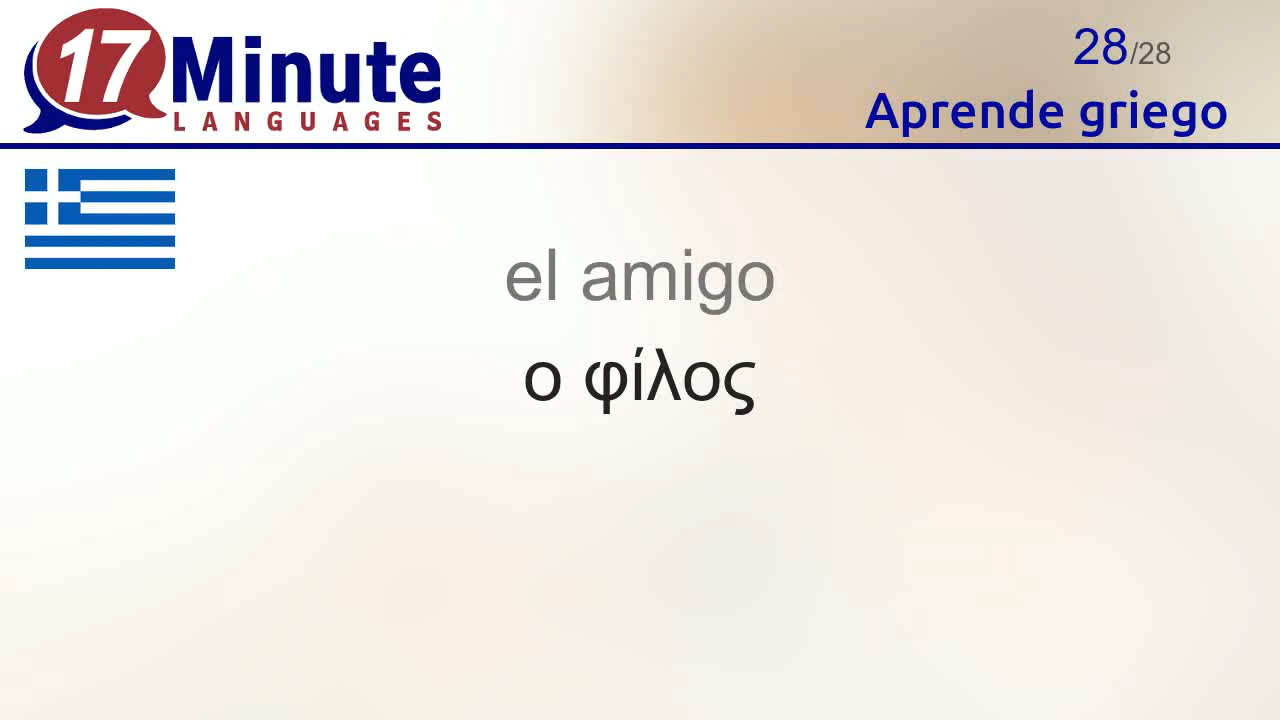 17 Minute
LANGUAGES
28/28
Aprende griego
el amigo
ο φίλος